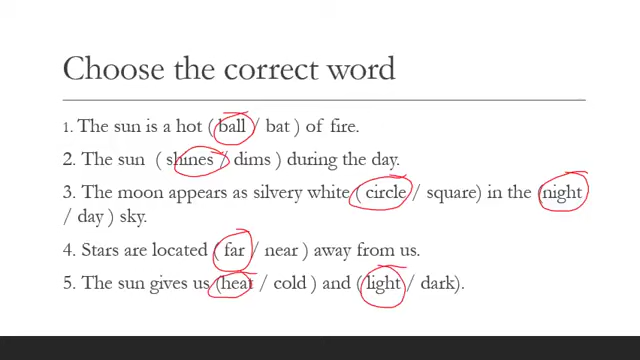 Choose the correct word
1. The sun is a hot ( ball / bat ) of fire.
2. The sun ( shines / dims ) during the day.
3. The moon appears as silvery white ( circle / square) in the (night
/ day ) sky.
4. Stars are located ( far / near ) away from us.
5. The sun gives us (heat / cold ) and ( light / dark).